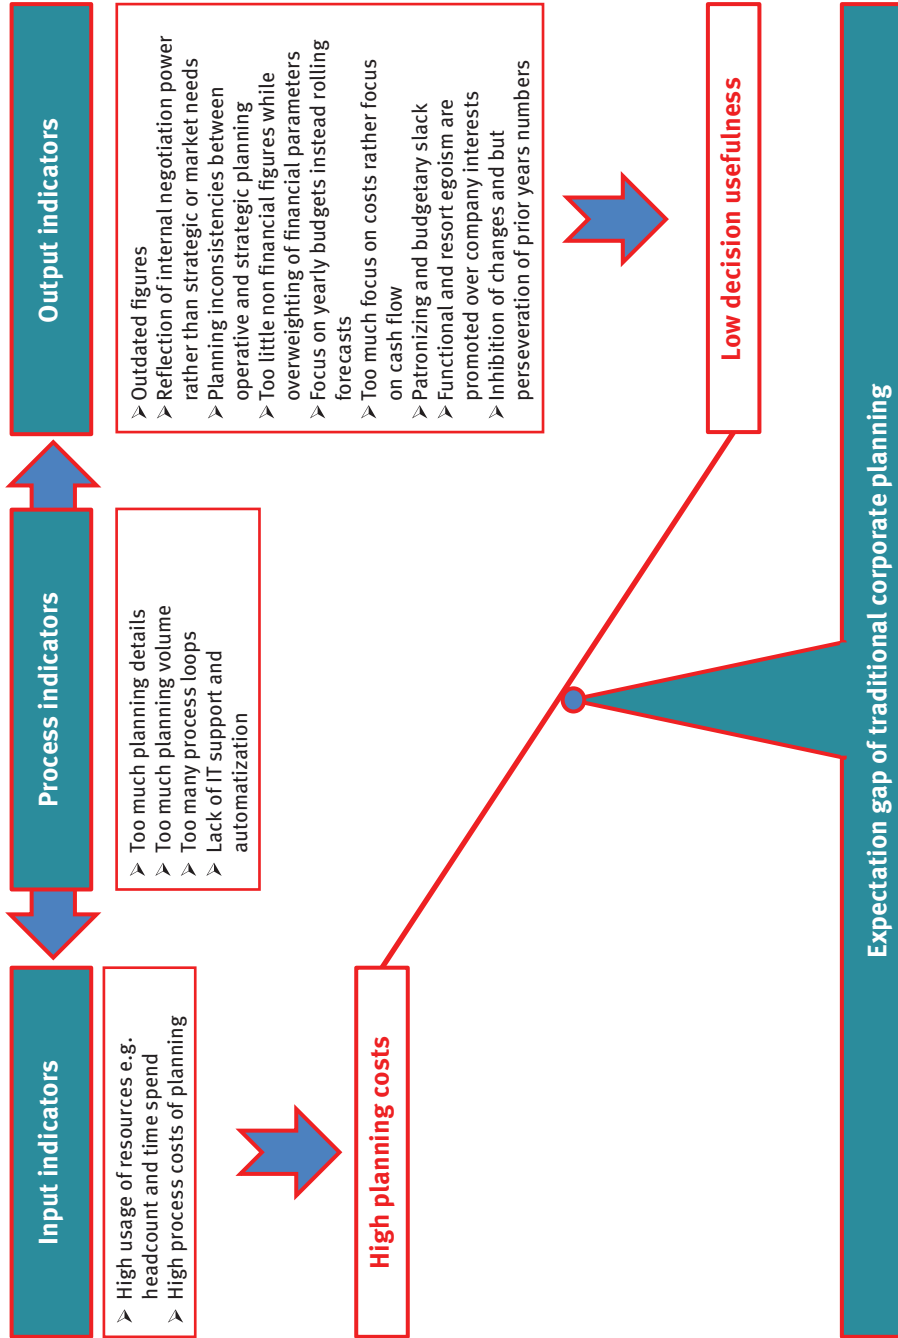 Input indicators
Process indicators
Output indicators
➢ High usage of resources e.g.
headcount and time spend
➢ High process costs of planning
➢ Too much planning details
➢ Too much planning volume
➢ Too many process loops
➢ Lack of IT support and
automatization
➢ Outdated figures
➢ Reflection of internal negotiation power
rather than strategic or market needs
➢ Planning inconsistencies between
operative and strategic planning
➢ Too little non financial figures while
overweighting of financial parameters
➢ Focus on yearly budgets instead rolling
forecasts
➢ Too much focus on costs rather focus
on cash flow
➢ Patronizing and budgetary slack
➢ Functional and resort egoism are
promoted over company interests
➢ Inhibition of changes and but
perseveration of prior years numbers
High planning costs
Low decision usefulness
Expectation gap of traditional corporate planning